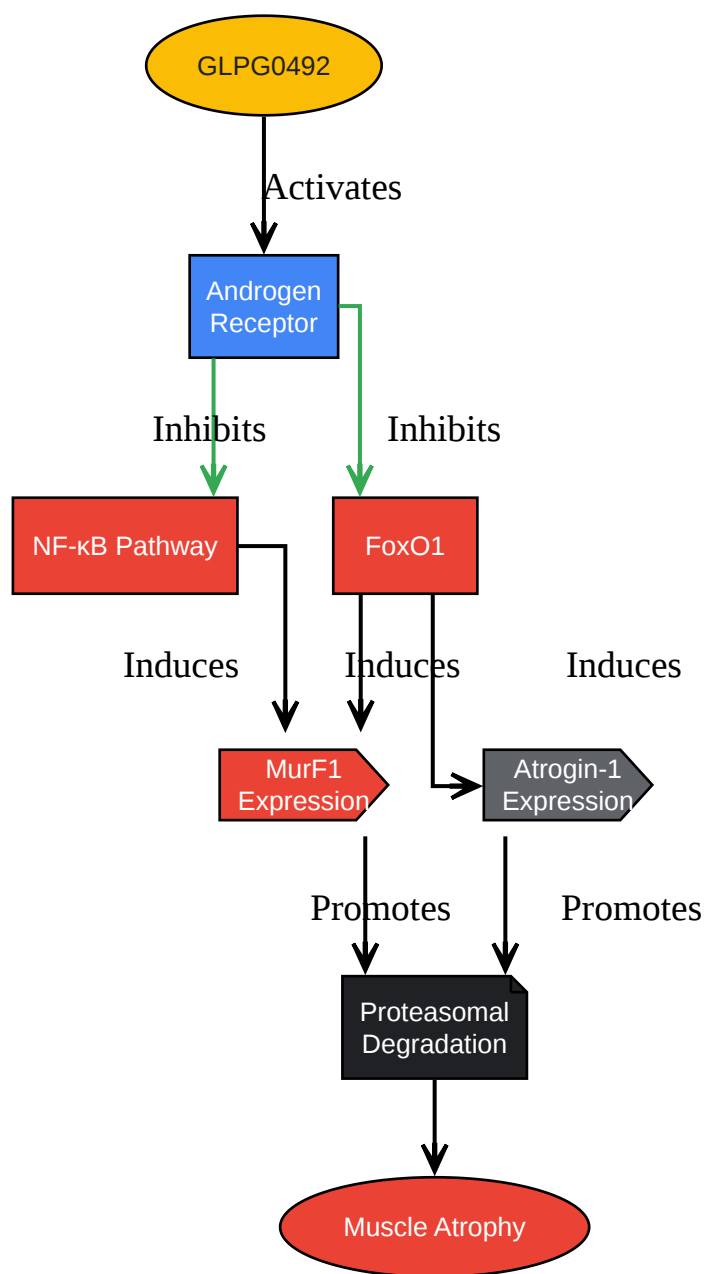 GLPG0492
Activates
Androgen
Receptor
Inhibits
Inhibits
NF-κB Pathway
FoxO1
Induces
Induces
Induces
MurF1
Expression
Atrogin-1
Expression
Promotes
Promotes
Proteasomal
Degradation
Muscle Atrophy